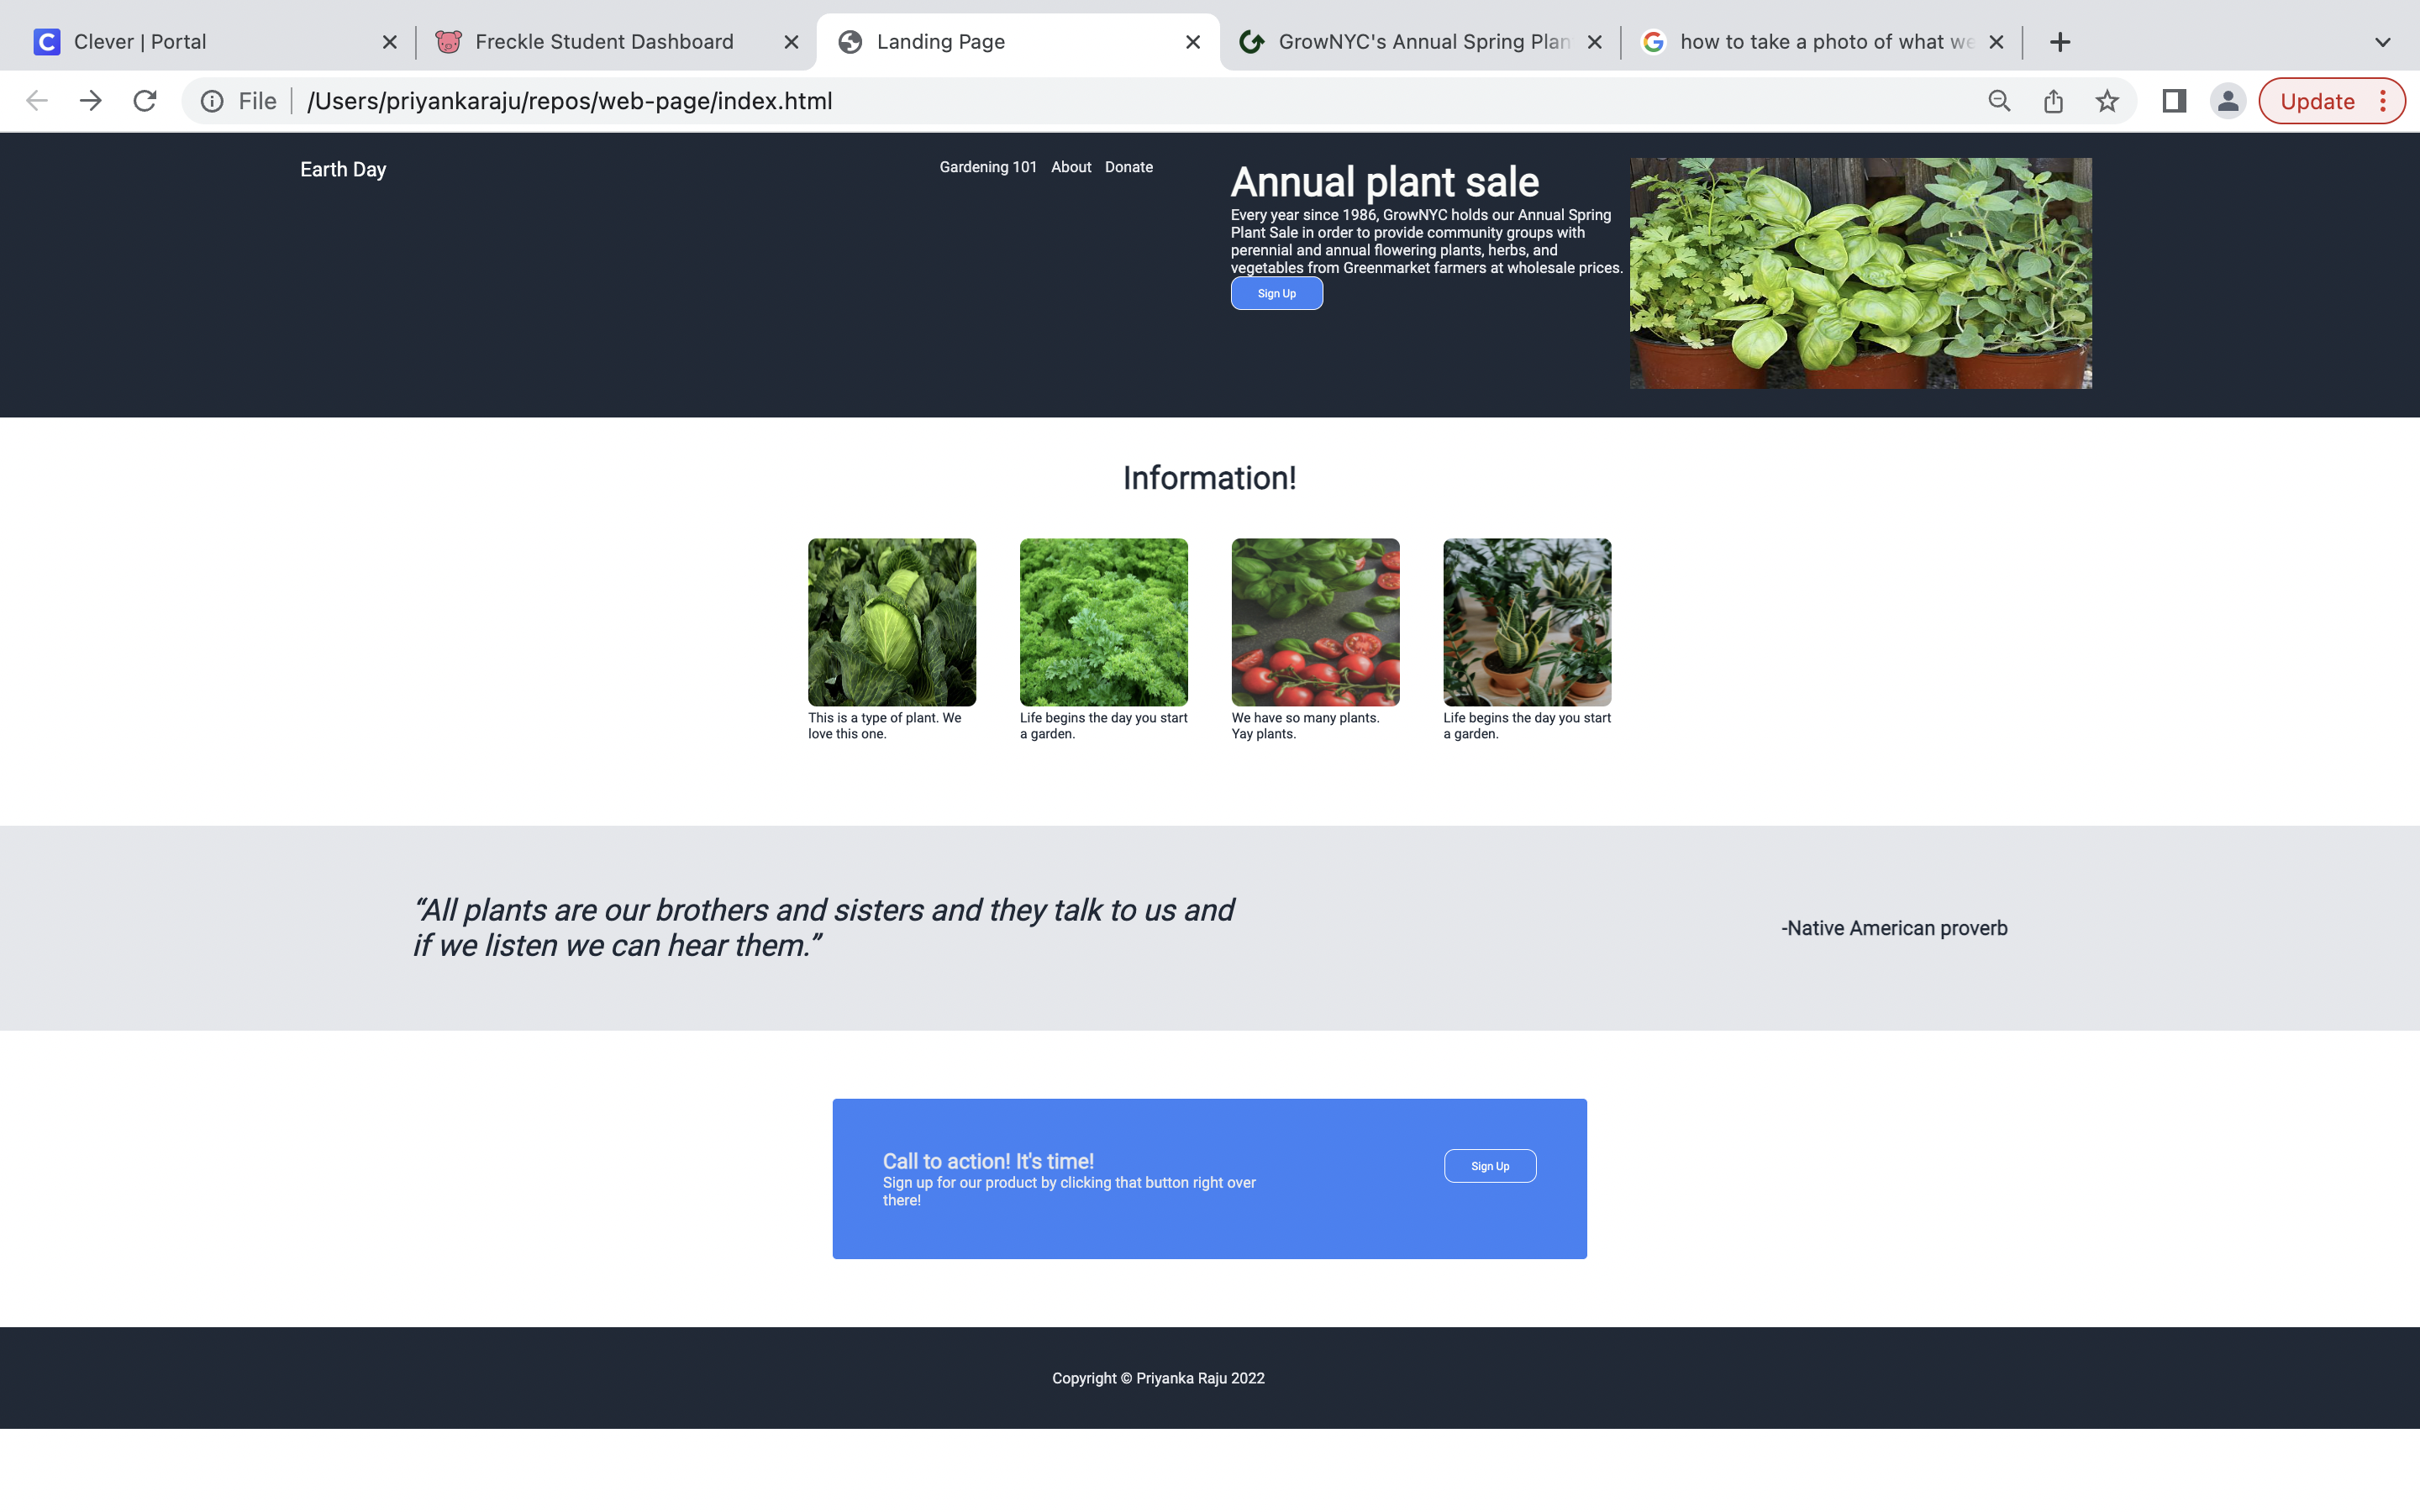 Clever | Portal
Freckle Student Dashboard
Landing Page
GrowNYC's Annual Spring Plan
how to take a photo of what we
File
/Users/priyankaraju/repos/web-page/index.html
Update
Earth Day
Gardening 101 About Donate
Annual plant sale
Every year since 1986, GrowNYC holds our Annual Spring
Plant Sale in order to provide community groups with
perennial and annual flowering plants, herbs, and
vegetables from Greenmarket farmers at wholesale prices.
Sign Up
Information!
This is a type of plant. We
love this one.
Life begins the day you start
a garden.
We have so many plants.
Yay plants.
Life begins the day you start
a garden.
“All plants are our brothers and sisters and they talk to us and
if we listen we can hear them.”
-Native American proverb
Call to action! It's time!
Sign up for our product by clicking that button right over
there!
Sign Up
Copyright © Priyanka Raju 2022